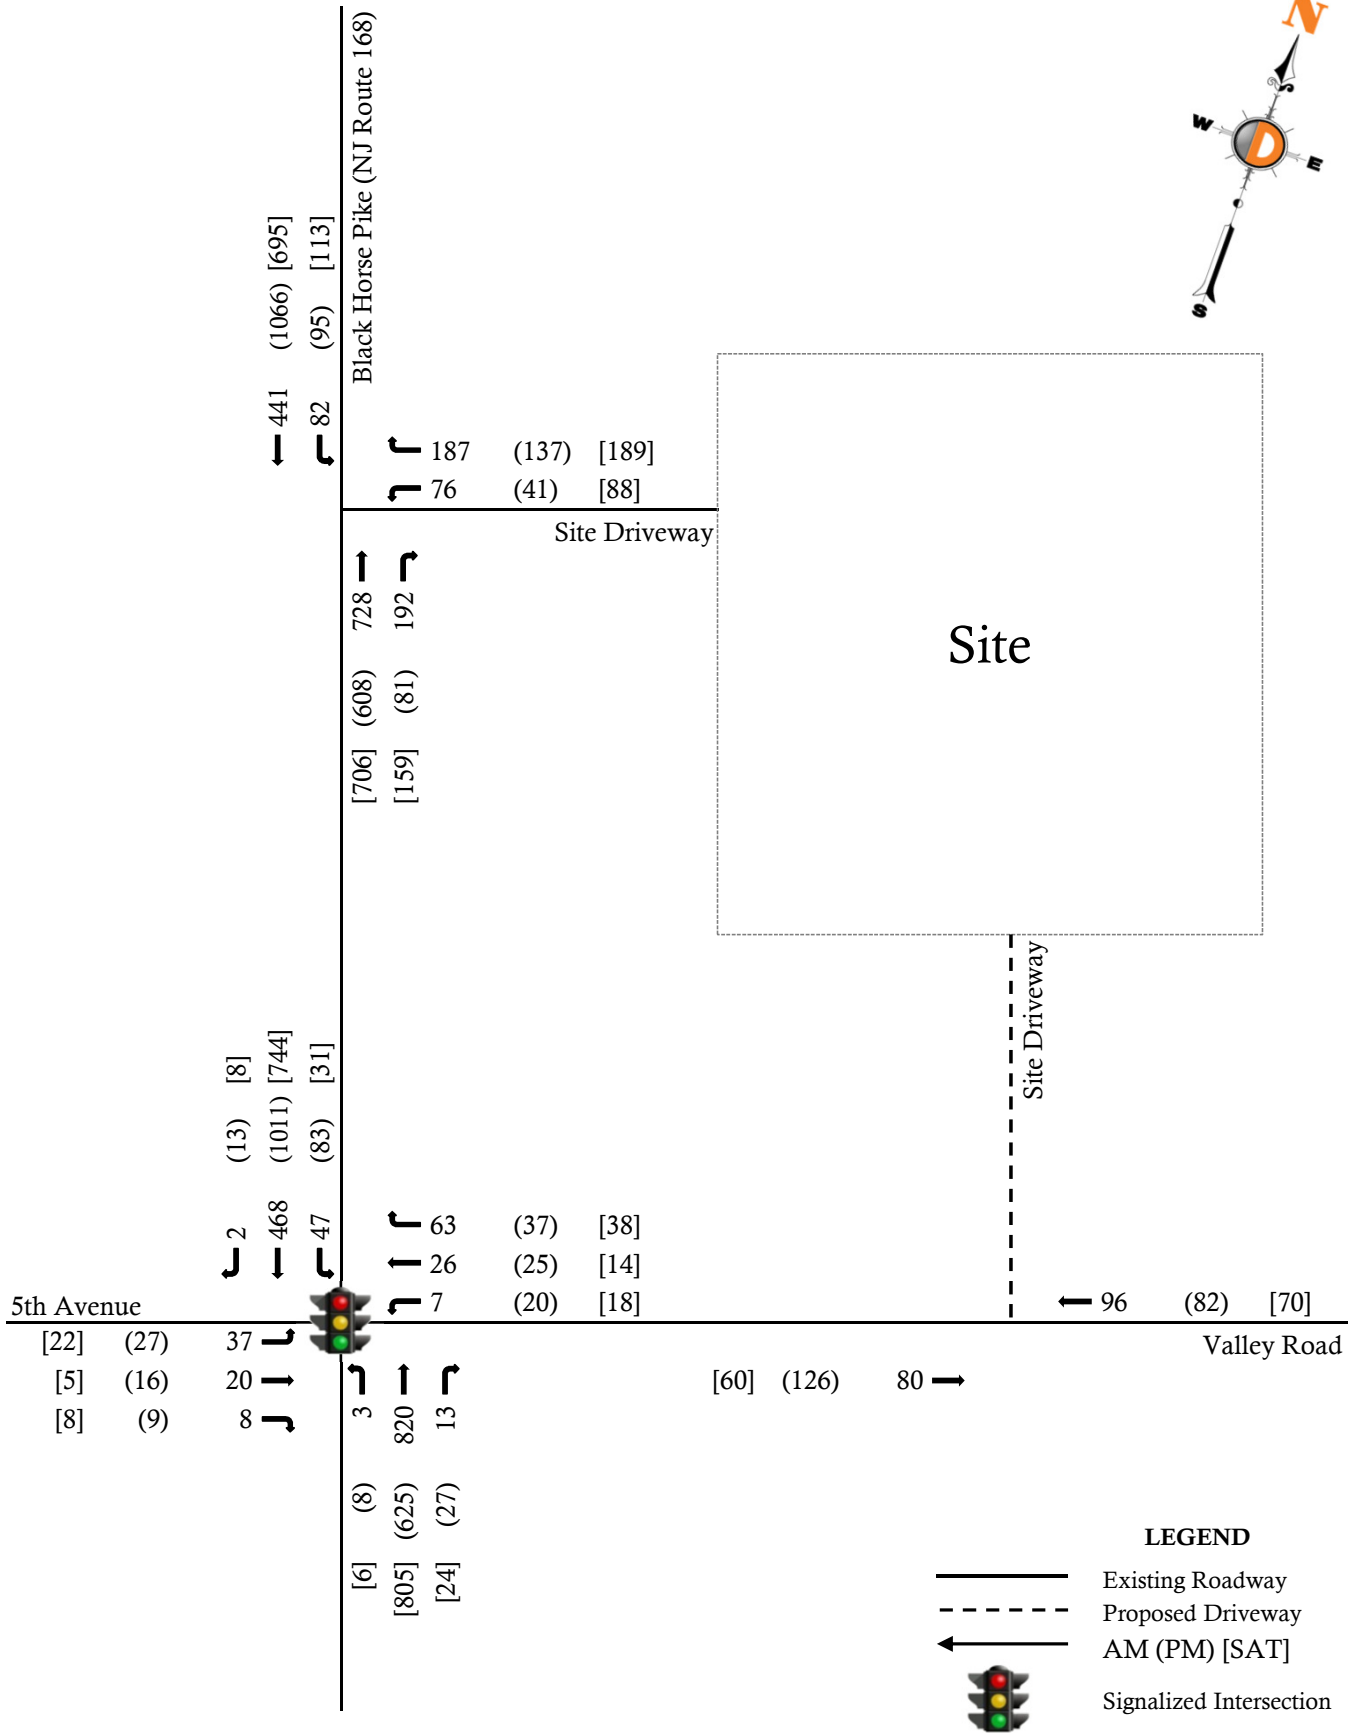 N
W
E
S
Black Horse Pike (NJ Route 168)
441 (1066) [695]
82 (95) [113]
187 (137) [189]
76 (41) [88]
Site Driveway
728 (608) [706]
192 (81) [159]
Site
Site Driveway
2 (13) [8]
468 (1011) [744]
47 (83) [31]
63 (37) [38]
26 (25) [14]
7 (20) [18]
5th Avenue
96 (82) [70]
Valley Road
[22] (27) 37
[5] (16) 20
[8] (9) 8
[60] (126) 80
3 (8) [6]
820 (625) [805]
13 (27) [24]
LEGEND
Existing Roadway
Proposed Driveway
AM (PM) [SAT]
Signalized Intersection